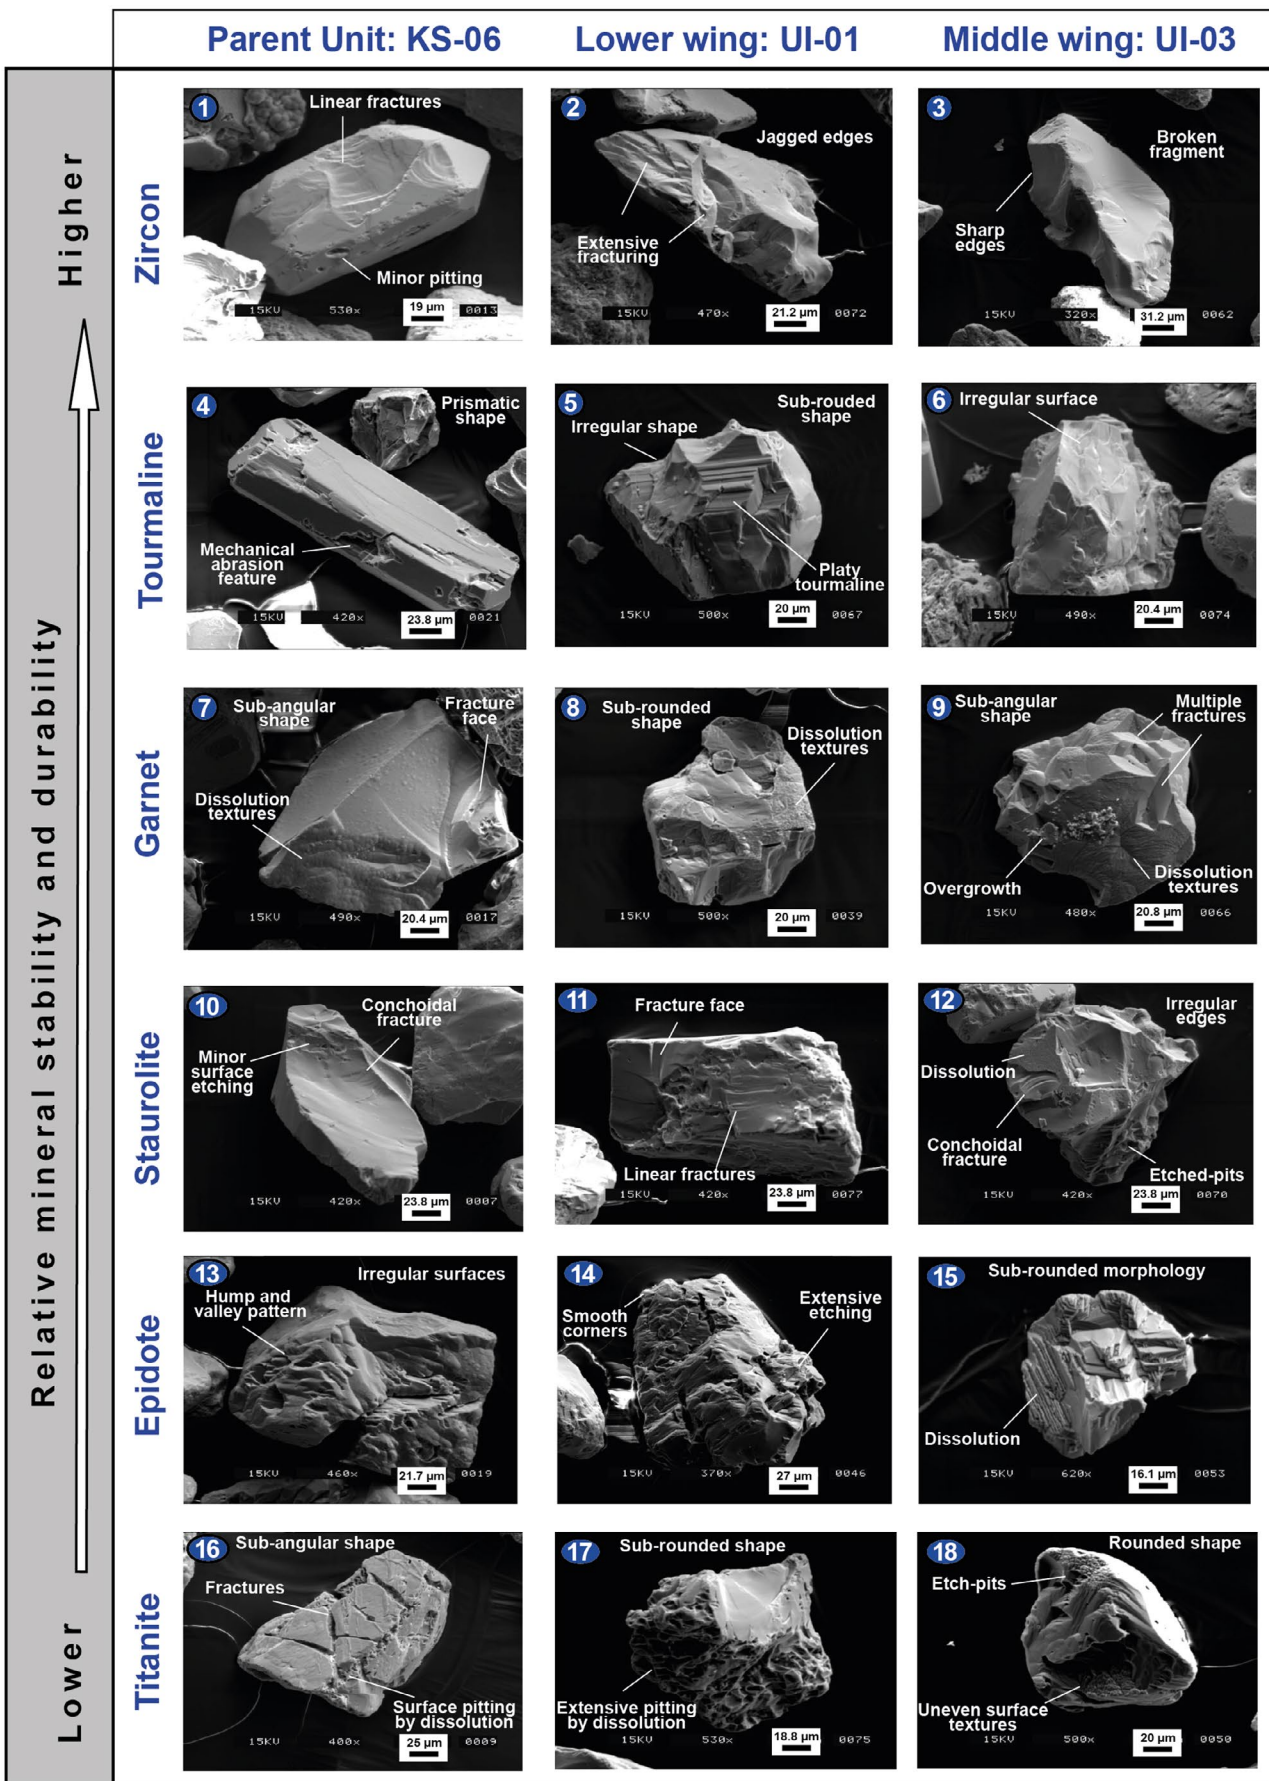 Parent Unit: KS-06
Lower wing: UI-01
Middle wing: UI-03
Relative mineral stability and durability
Higher
Lower
Zircon
1
Linear fractures
Minor pitting
15KV 530x 19 µm 0013
2
Jagged edges
Extensive
fracturing
15KV 470x 21.2 µm 0072
3
Broken
fragment
Sharp
edges
15KV 320x 31.2 µm 0062
Tourmaline
4
Prismatic
shape
Mechanical
abrasion
feature
15KV 420x 23.8 µm 0021
5
Irregular shape
Sub-rouded
shape
Platy
tourmaline
15KV 500x 20 µm 0067
6
Irregular surface
15KV 490x 20.4 µm 0074
Garnet
7
Sub-angular
shape
Fracture
face
Dissolution
textures
15KV 490x 20.4 µm 0017
8
Sub-rounded
shape
Dissolution
textures
15KV 500x 20 µm 0039
9
Sub-angular
shape
Multiple
fractures
Overgrowth
Dissolution
textures
15KV 480x 20.8 µm 0066
Staurolite
10
Conchoidal
fracture
Minor
surface
etching
15KV 420x 23.8 µm 0007
11
Fracture face
Linear fractures
15KV 420x 23.8 µm 0077
12
Irregular
edges
Dissolution
Conchoidal
fracture
Etched-pits
15KV 420x 23.8 µm 0070
Epidote
13
Irregular surfaces
Hump and
valley pattern
15KV 460x 21.7 µm 0019
14
Smooth
corners
Extensive
etching
15KV 370x 27 µm 0046
15
Sub-rounded morphology
Dissolution
15KV 620x 16.1 µm 0053
Titanite
16
Sub-angular shape
Fractures
Surface pitting
by dissolution
15KV 400x 25 µm 0009
17
Sub-rounded shape
Extensive pitting
by dissolution
15KV 530x 18.8 µm 0075
18
Rounded shape
Etch-pits
Uneven surface
textures
15KV 500x 20 µm 0050